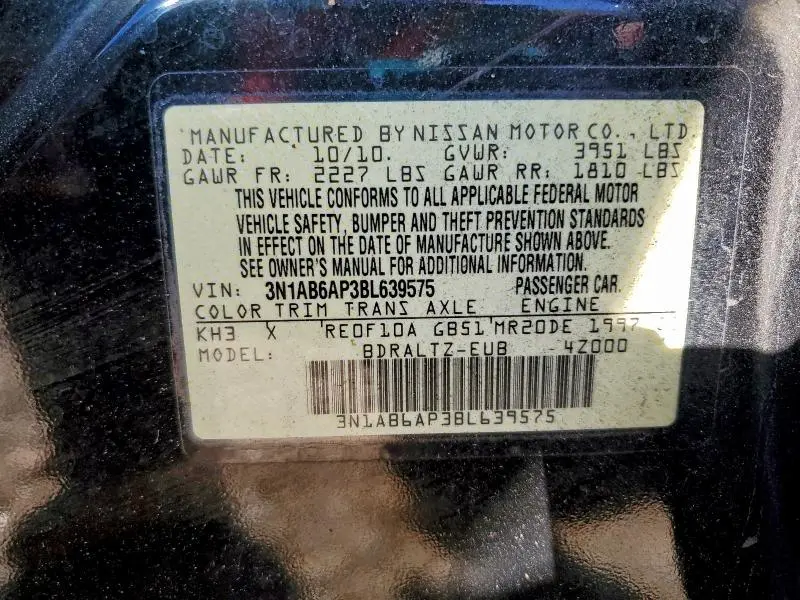 MANUFACTURED BY NISSAN MOTOR CO., LTD.
DATE: 10/10. GVWR: 3951 LBS
GAWR FR: 2227 LBS GAWR RR: 1810 LBS
THIS VEHICLE CONFORMS TO ALL APPLICABLE FEDERAL MOTOR
VEHICLE SAFETY, BUMPER AND THEFT PREVENTION STANDARDS
IN EFFECT ON THE DATE OF MANUFACTURE SHOWN ABOVE.
SEE OWNER'S MANUAL FOR ADDITIONAL INFORMATION.
VIN: 3N1AB6AP3BL639575 PASSENGER CAR.
COLOR TRIM TRANS AXLE ENGINE
KH3 X RE0F10A GB51 MR20DE 1997
MODEL: BDRALTZ-EUB 4Z000
3N1AB6AP3BL639575